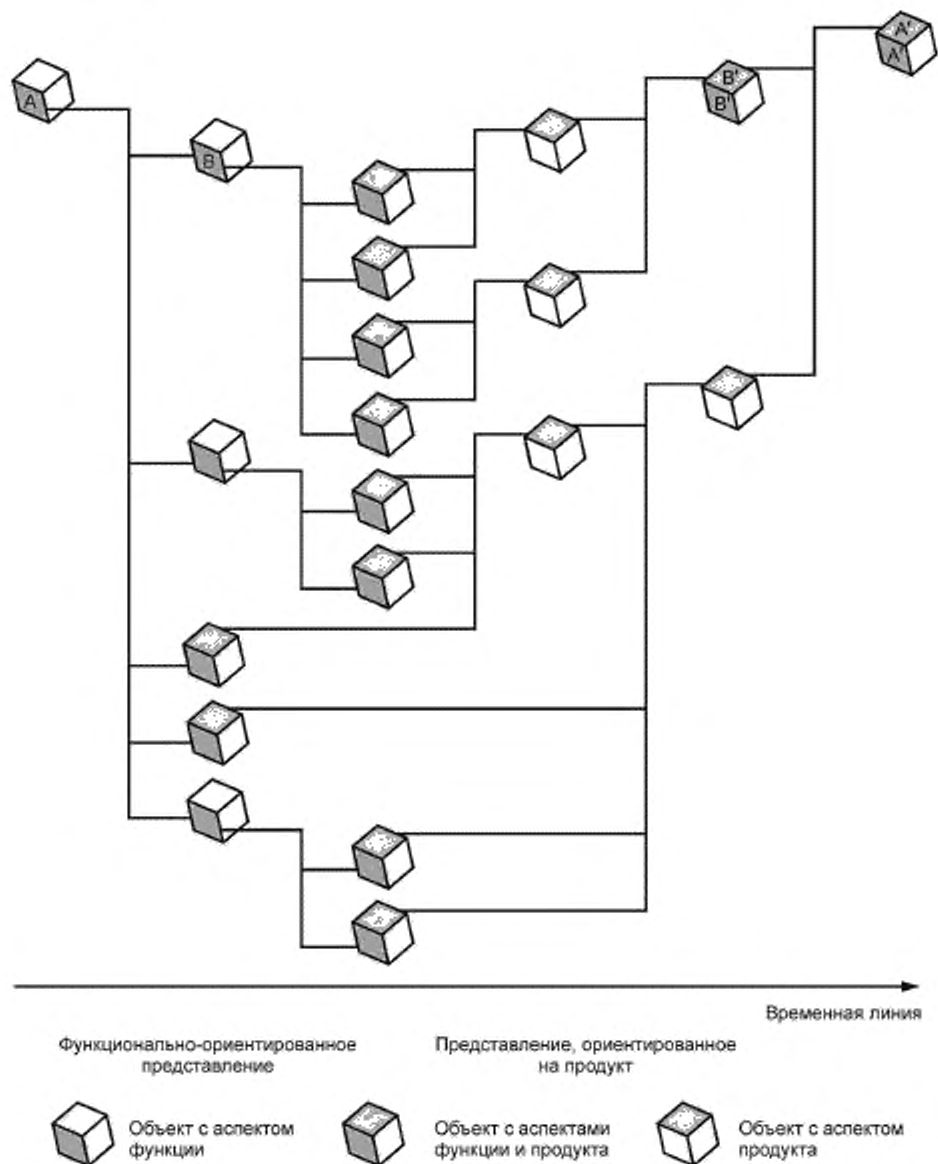 A'
A'
A
B'
B'
B
Временная линия
Функционально-ориентированное
представление
Представление, ориентированное
на продукт
Объект с аспектом
функции
Объект с аспектами
функции и продукта
Объект с аспектом
продукта